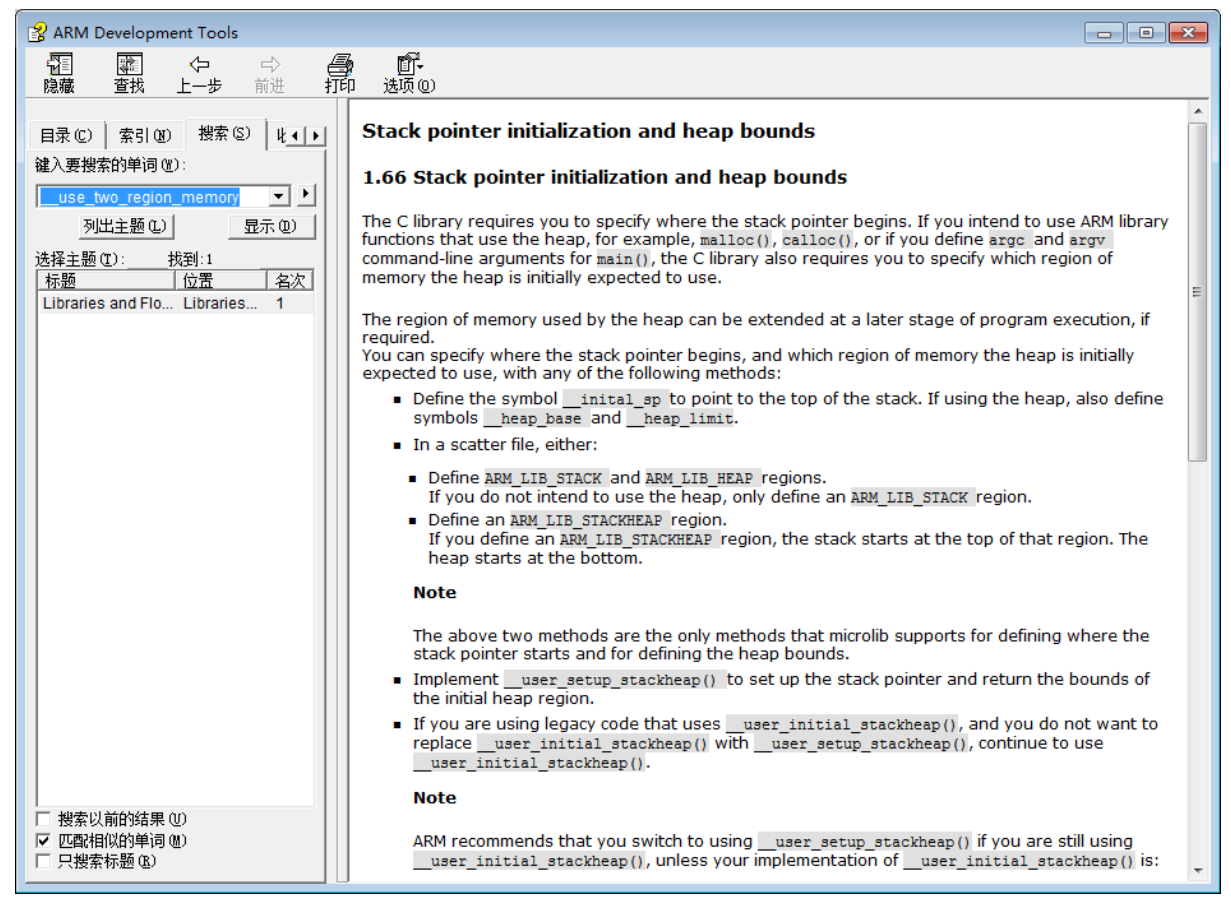 ARM Development Tools
隐藏 查找 上一步 前进 打印 选项(O)
目录(C) 索引(N) 搜索(S)
键入要搜索的单词(W):
__use_two_region_memory
列出主题(L) 显示(D)
选择主题(T): 找到:1
标题 位置 名次
Libraries and Flo... Libraries... 1
搜索以前的结果(U)
匹配相似的单词(M)
只搜索标题(R)
Stack pointer initialization and heap bounds
1.66 Stack pointer initialization and heap bounds
The C library requires you to specify where the stack pointer begins. If you intend to use ARM library
functions that use the heap, for example, malloc(), calloc(), or if you define argc and argv
command-line arguments for main(), the C library also requires you to specify which region of
memory the heap is initially expected to use.
The region of memory used by the heap can be extended at a later stage of program execution, if
required.
You can specify where the stack pointer begins, and which region of memory the heap is initially
expected to use, with any of the following methods:
▪ Define the symbol __inital_sp to point to the top of the stack. If using the heap, also define
symbols __heap_base and __heap_limit.
▪ In a scatter file, either:
▪ Define ARM_LIB_STACK and ARM_LIB_HEAP regions.
If you do not intend to use the heap, only define an ARM_LIB_STACK region.
▪ Define an ARM_LIB_STACKHEAP region.
If you define an ARM_LIB_STACKHEAP region, the stack starts at the top of that region. The
heap starts at the bottom.
Note
The above two methods are the only methods that microlib supports for defining where the
stack pointer starts and for defining the heap bounds.
▪ Implement __user_setup_stackheap() to set up the stack pointer and return the bounds of
the initial heap region.
▪ If you are using legacy code that uses __user_initial_stackheap(), and you do not want to
replace __user_initial_stackheap() with __user_setup_stackheap(), continue to use
__user_initial_stackheap().
Note
ARM recommends that you switch to using __user_setup_stackheap() if you are still using
__user_initial_stackheap(), unless your implementation of __user_initial_stackheap() is: